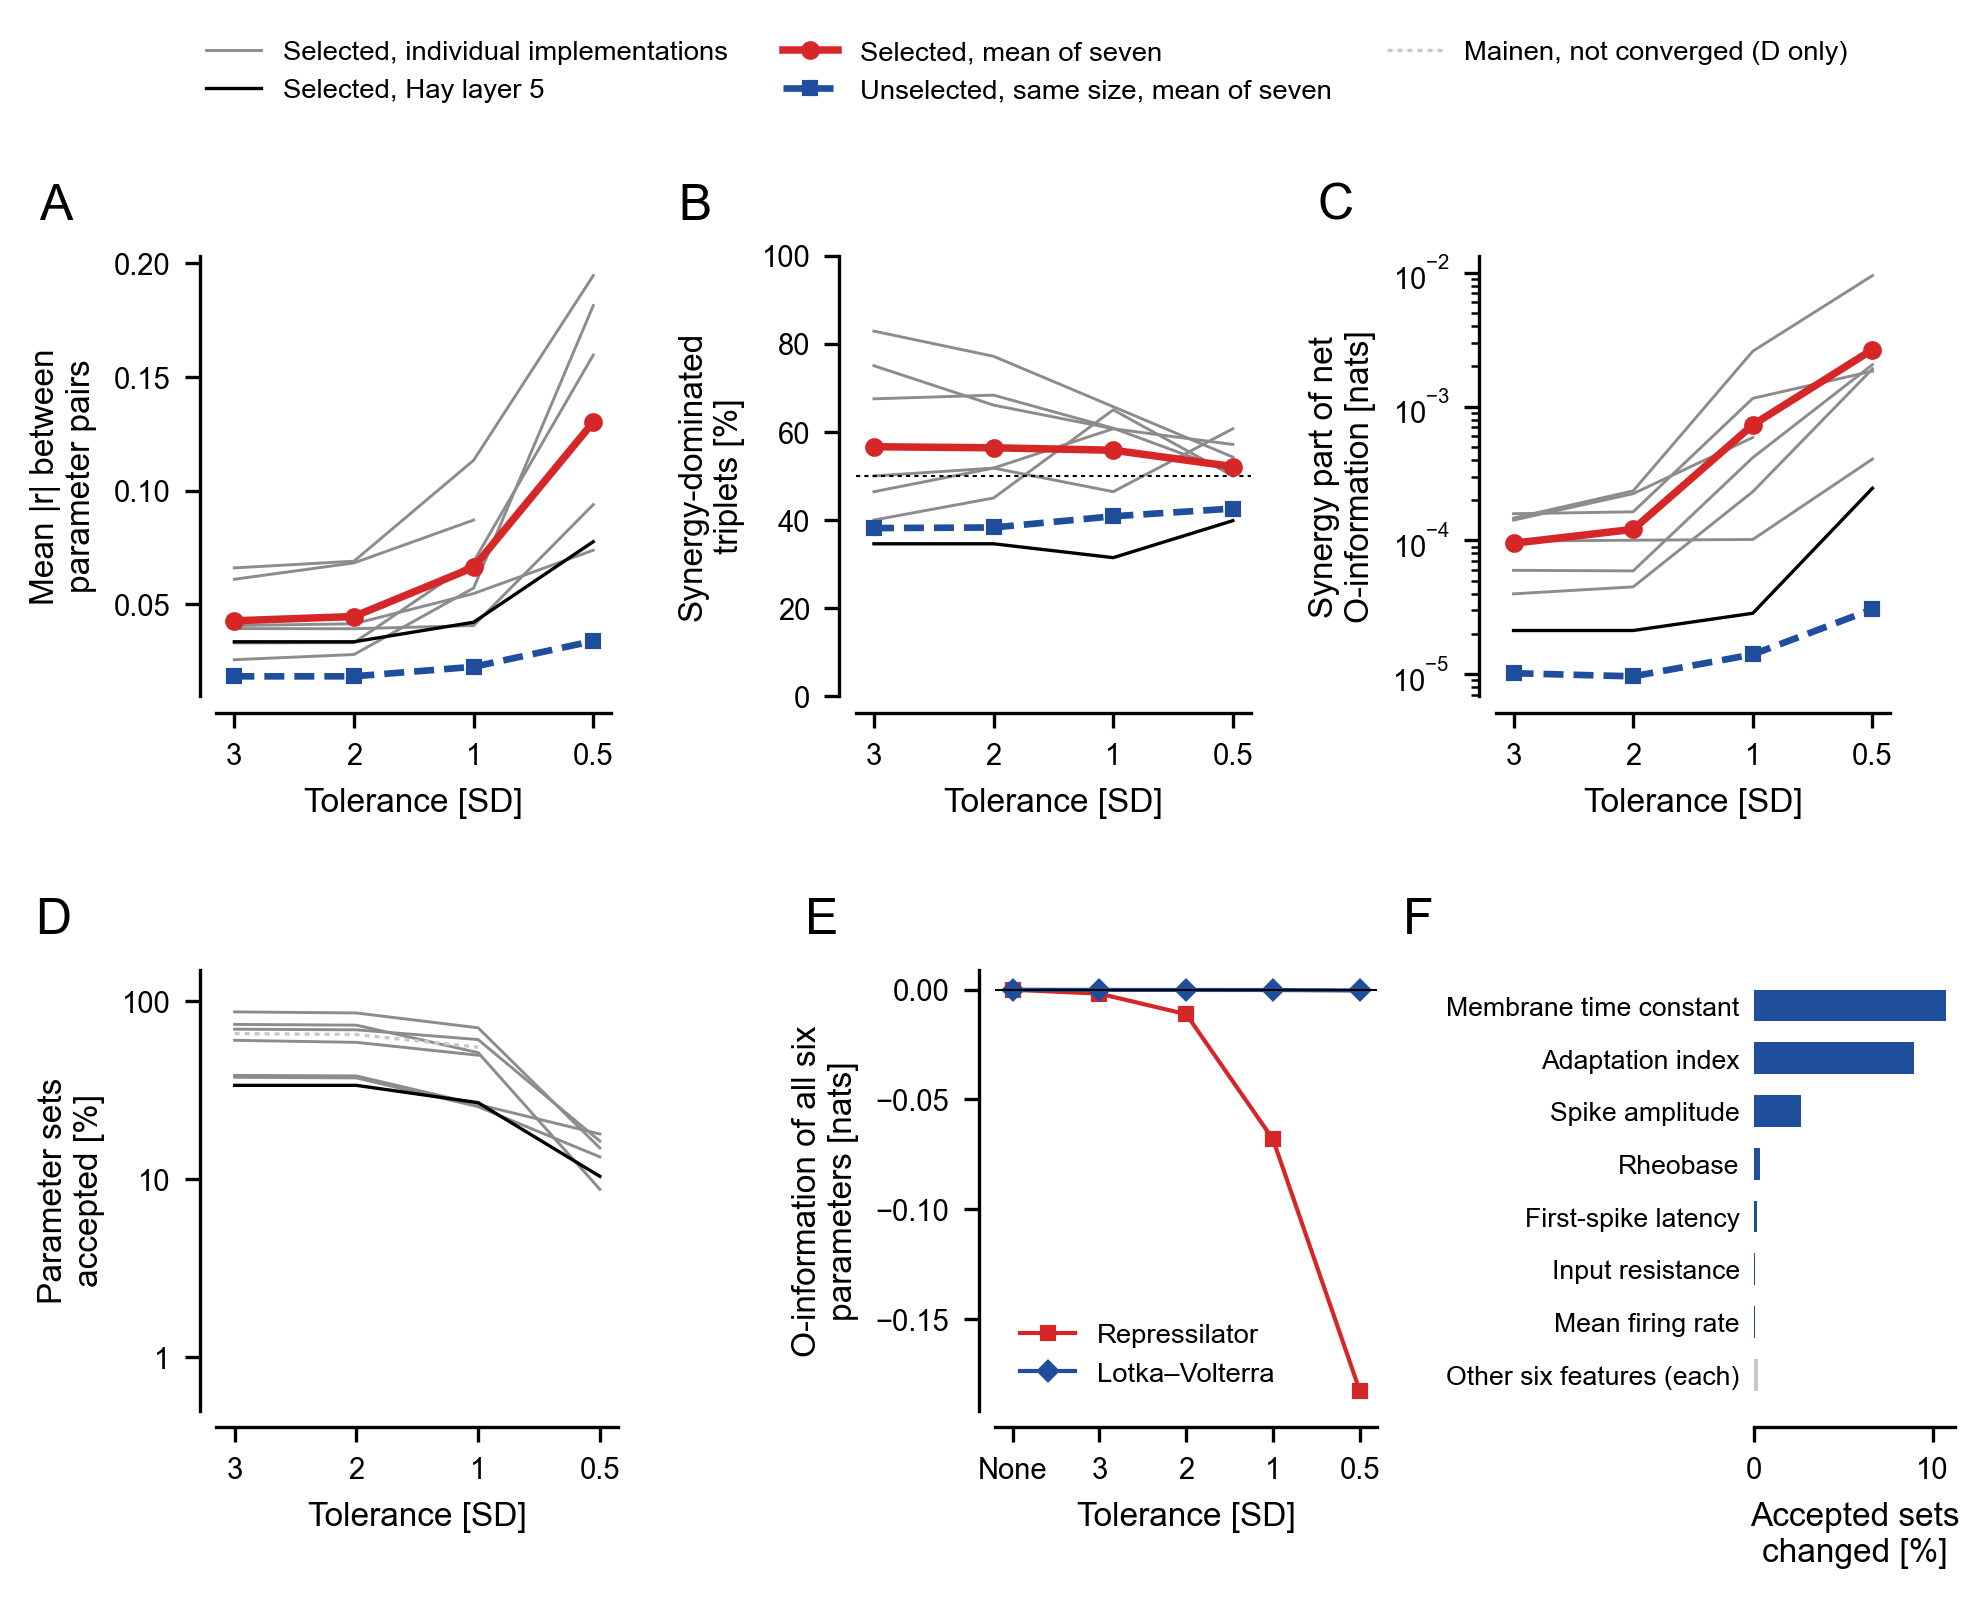 Selected, individual implementations
Selected, Hay layer 5
Selected, mean of seven
Unselected, same size, mean of seven
Mainen, not converged (D only)
A
0.20
0.15
0.10
0.05
Mean |r| between
parameter pairs
3 2 1 0.5
Tolerance [SD]
B
100
80
60
40
20
0
Synergy-dominated
triplets [%]
3 2 1 0.5
Tolerance [SD]
C
10⁻²
10⁻³
10⁻⁴
10⁻⁵
Synergy part of net
O-information [nats]
3 2 1 0.5
Tolerance [SD]
D
100
10
1
Parameter sets
accepted [%]
3 2 1 0.5
Tolerance [SD]
E
0.00
−0.05
−0.10
−0.15
O-information of all six
parameters [nats]
Repressilator
Lotka–Volterra
None 3 2 1 0.5
Tolerance [SD]
F
Membrane time constant
Adaptation index
Spike amplitude
Rheobase
First-spike latency
Input resistance
Mean firing rate
Other six features (each)
0 10
Accepted sets
changed [%]